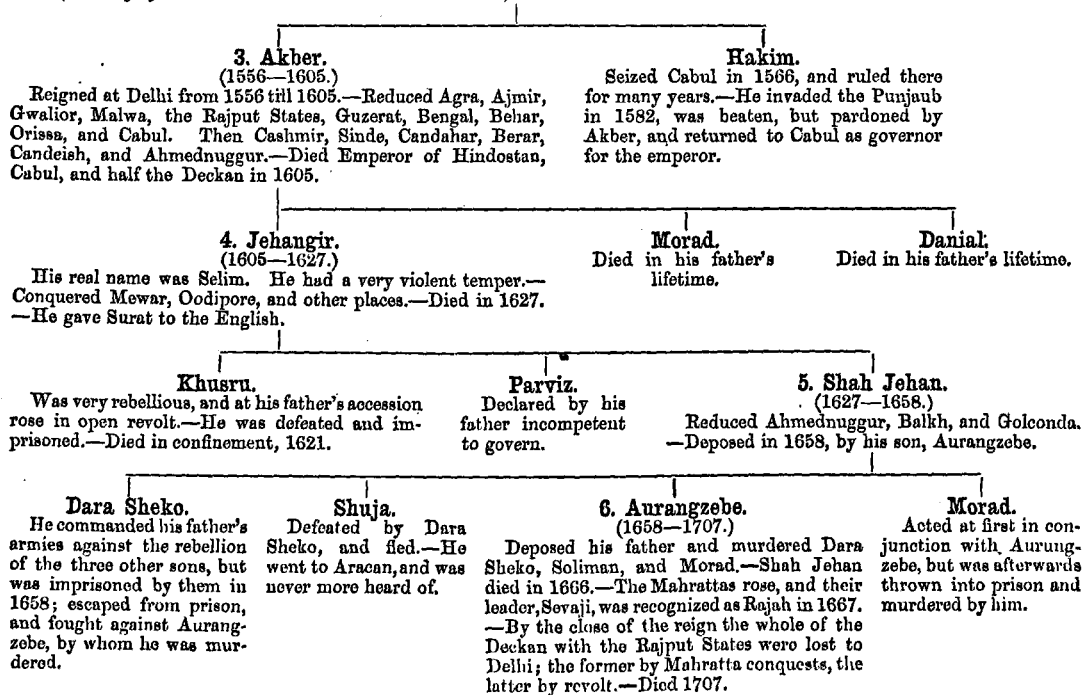 3. Akber.
(1556—1605.)
Reigned at Delhi from 1556 till 1605.—Reduced Agra, Ajmir,
Gwalior, Malwa, the Rajput States, Guzerat, Bengal, Behar,
Orissa, and Cabul. Then Cashmir, Sinde, Candahar, Berar,
Candeish, and Ahmednuggur.—Died Emperor of Hindostan,
Cabul, and half the Deckan in 1605.
Hakim.
Seized Cabul in 1566, and ruled there
for many years.—He invaded the Punjaub
in 1582, was beaten, but pardoned by
Akber, and returned to Cabul as governor
for the emperor.
4. Jehangir.
(1605—1627.)
His real name was Selim. He had a very violent temper.—
Conquered Mewar, Oodipore, and other places.—Died in 1627.
—He gave Surat to the English.
Morad.
Died in his father's
lifetime.
Danial.
Died in his father's lifetime.
Khusru.
Was very rebellious, and at his father's accession
rose in open revolt.—He was defeated and im-
prisoned.—Died in confinement, 1621.
Parviz.
Declared by his
father incompetent
to govern.
5. Shah Jehan.
(1627—1658.)
Reduced Ahmednuggur, Balkh, and Golconda.
—Deposed in 1658, by his son, Aurangzebe.
Dara Sheko.
He commanded his father's
armies against the rebellion
of the three other sons, but
was imprisoned by them in
1658; escaped from prison,
and fought against Aurang-
zebe, by whom he was mur-
dered.
Shuja.
Defeated by Dara
Sheko, and fled.—He
went to Aracan, and was
never more heard of.
6. Aurangzebe.
(1658—1707.)
Deposed his father and murdered Dara
Sheko, Soliman, and Morad.—Shah Jehan
died in 1666.—The Mahrattas rose, and their
leader, Sevaji, was recognized as Rajah in 1667.
—By the close of the reign the whole of the
Deckan with the Rajput States were lost to
Delhi; the former by Mahratta conquests, the
latter by revolt.—Died 1707.
Morad.
Acted at first in con-
junction with Aurung-
zebe, but was afterwards
thrown into prison and
murdered by him.